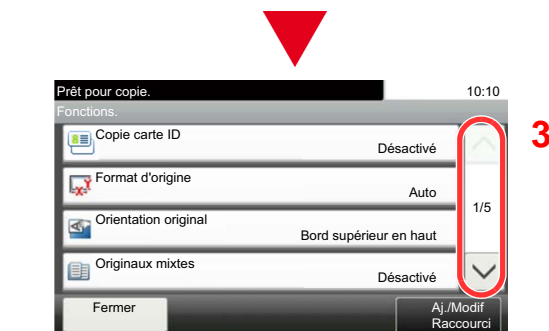 Prêt pour copie. 10:10
Fonctions.
Copie carte ID
Désactivé
3
Format d'origine
Auto
1/5
Orientation original
Bord supérieur en haut
Originaux mixtes
Désactivé
Fermer
Aj./Modif
Raccourci